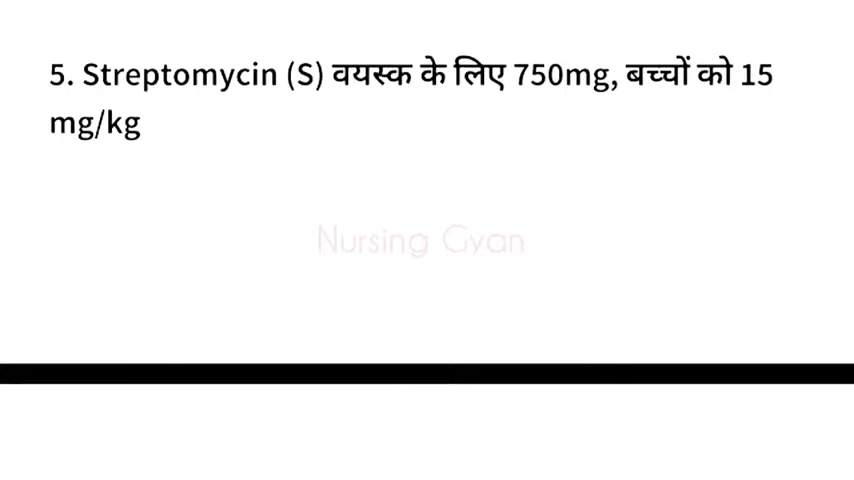 5. Streptomycin (S) वयस्क के लिए 750mg, बच्चों को 15
mg/kg
Nursing Gyan